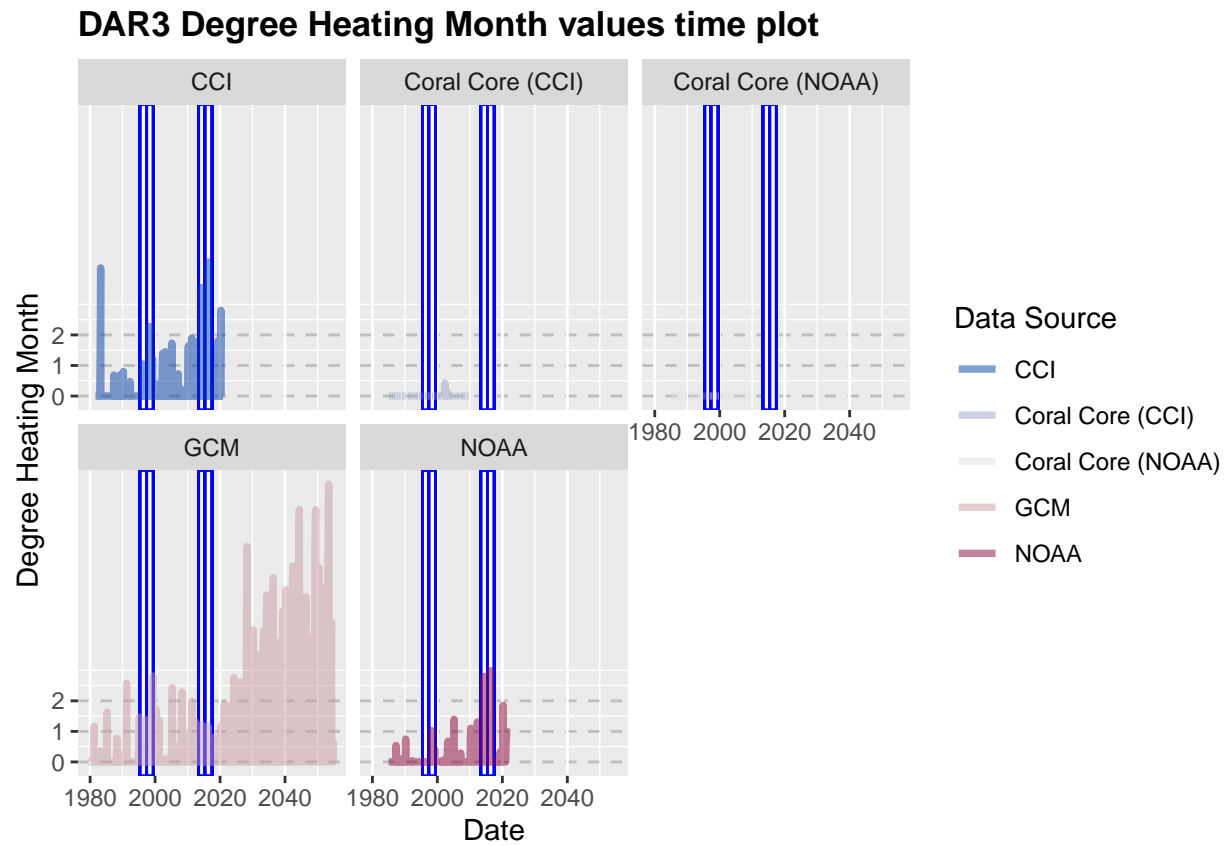 DAR3 Degree Heating Month values time plot
CCI
Coral Core (CCI)
Coral Core (NOAA)
2
1
0
1980 2000 2020 2040
GCM
NOAA
2
1
0
1980 2000 2020 2040
1980 2000 2020 2040
Date
Degree Heating Month
Data Source
CCI
Coral Core (CCI)
Coral Core (NOAA)
GCM
NOAA